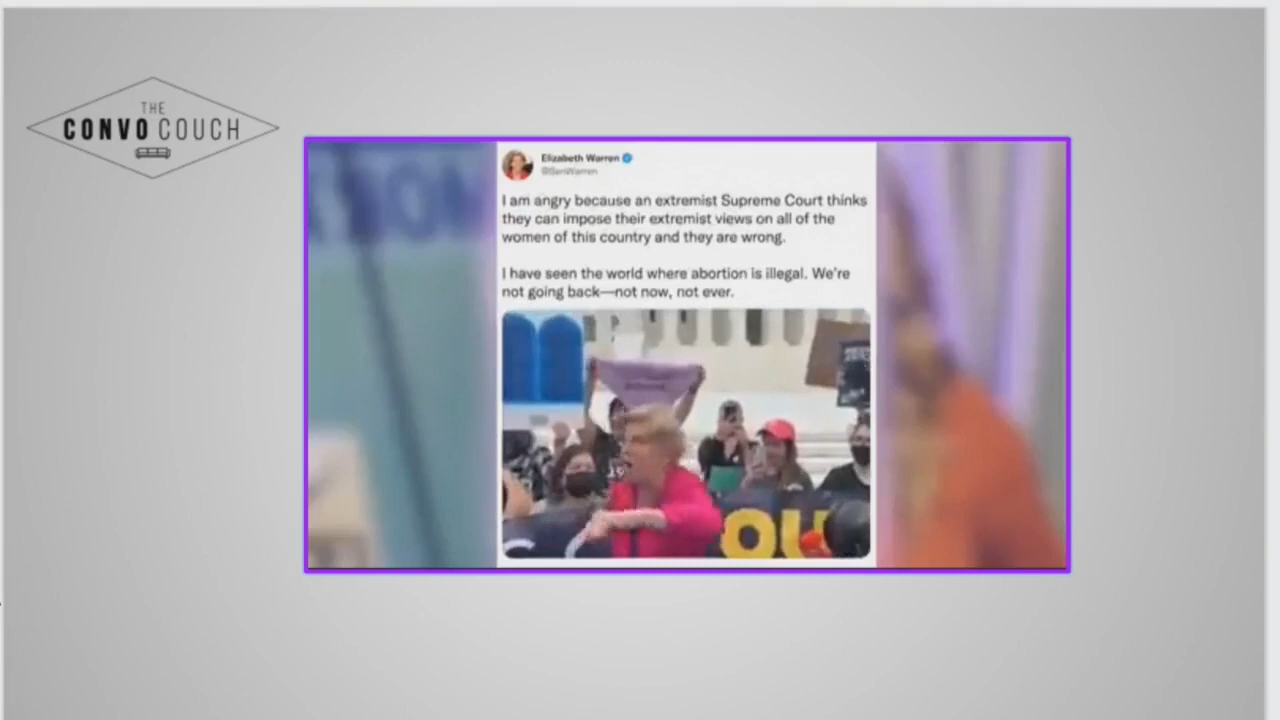 THE
CONVO COUCH
Elizabeth Warren
@SenWarren
I am angry because an extremist Supreme Court thinks
they can impose their extremist views on all of the
women of this country and they are wrong.
I have seen the world where abortion is illegal. We're
not going back—not now, not ever.
OU